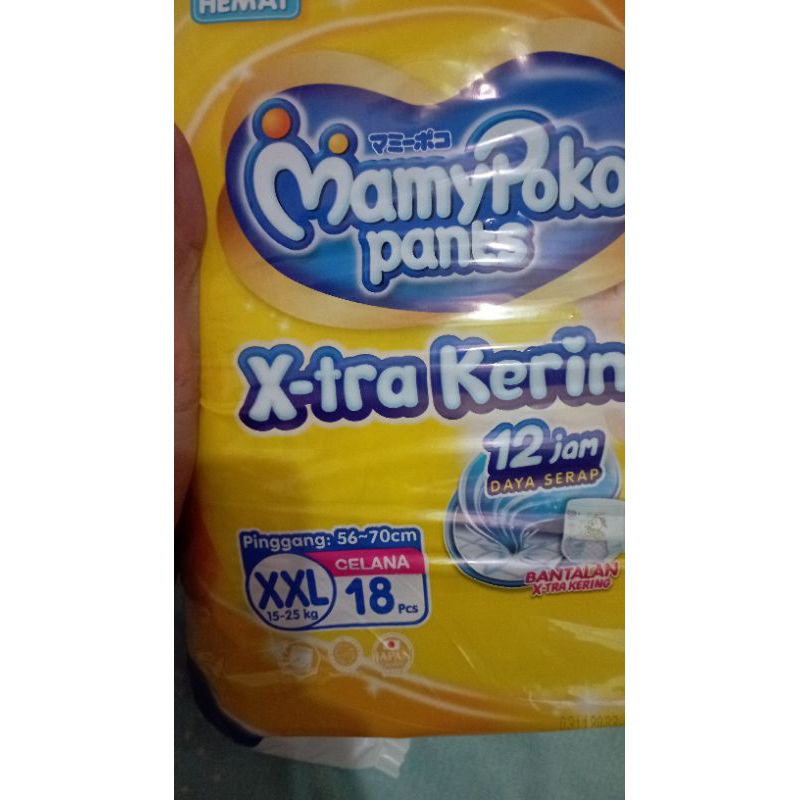 HEMAT
マミーポコ
MamyPoko
pants
X-tra Kerin
12 jam
DAYA SERAP
BANTALAN
X-TRA KERING
Pinggang: 56~70cm
CELANA
XXL
15-25 kg
18 Pcs
JAPAN